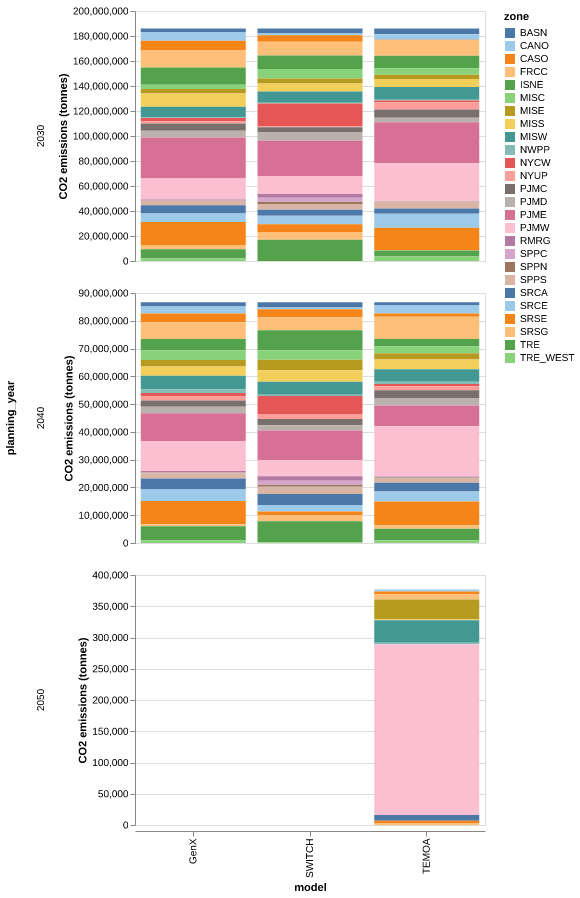 planning_year
2030
CO2 emissions (tonnes)
200,000,000
180,000,000
160,000,000
140,000,000
120,000,000
100,000,000
80,000,000
60,000,000
40,000,000
20,000,000
0
2040
CO2 emissions (tonnes)
90,000,000
80,000,000
70,000,000
60,000,000
50,000,000
40,000,000
30,000,000
20,000,000
10,000,000
0
2050
CO2 emissions (tonnes)
400,000
350,000
300,000
250,000
200,000
150,000
100,000
50,000
0
GenX
SWITCH
TEMOA
model
zone
BASN
CANO
CASO
FRCC
ISNE
MISC
MISE
MISS
MISW
NWPP
NYCW
NYUP
PJMC
PJMD
PJME
PJMW
RMRG
SPPC
SPPN
SPPS
SRCA
SRCE
SRSE
SRSG
TRE
TRE_WEST